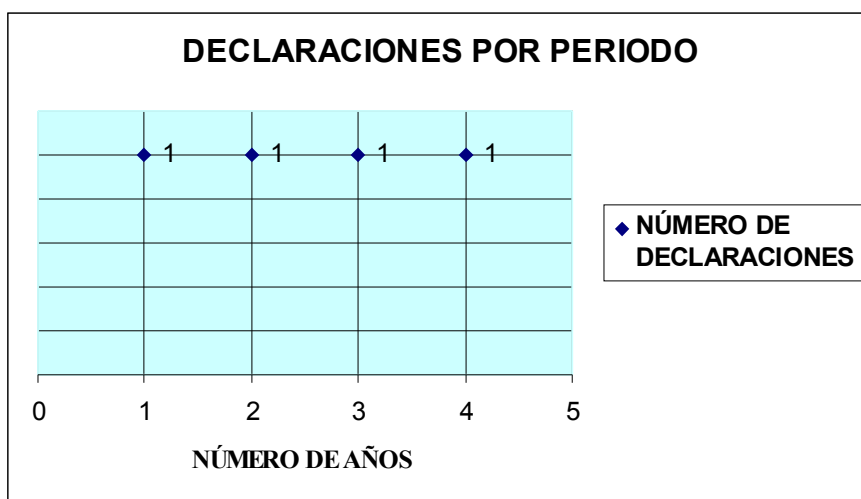 DECLARACIONES POR PERIODO
1 1 1 1
NÚMERO DE
DECLARACIONES
0 1 2 3 4 5
NÚMERO DE AÑOS